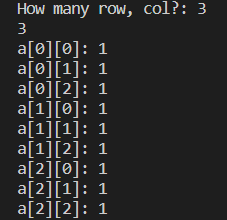 How many row, col?: 3
3
a[0][0]: 1
a[0][1]: 1
a[0][2]: 1
a[1][0]: 1
a[1][1]: 1
a[1][2]: 1
a[2][0]: 1
a[2][1]: 1
a[2][2]: 1